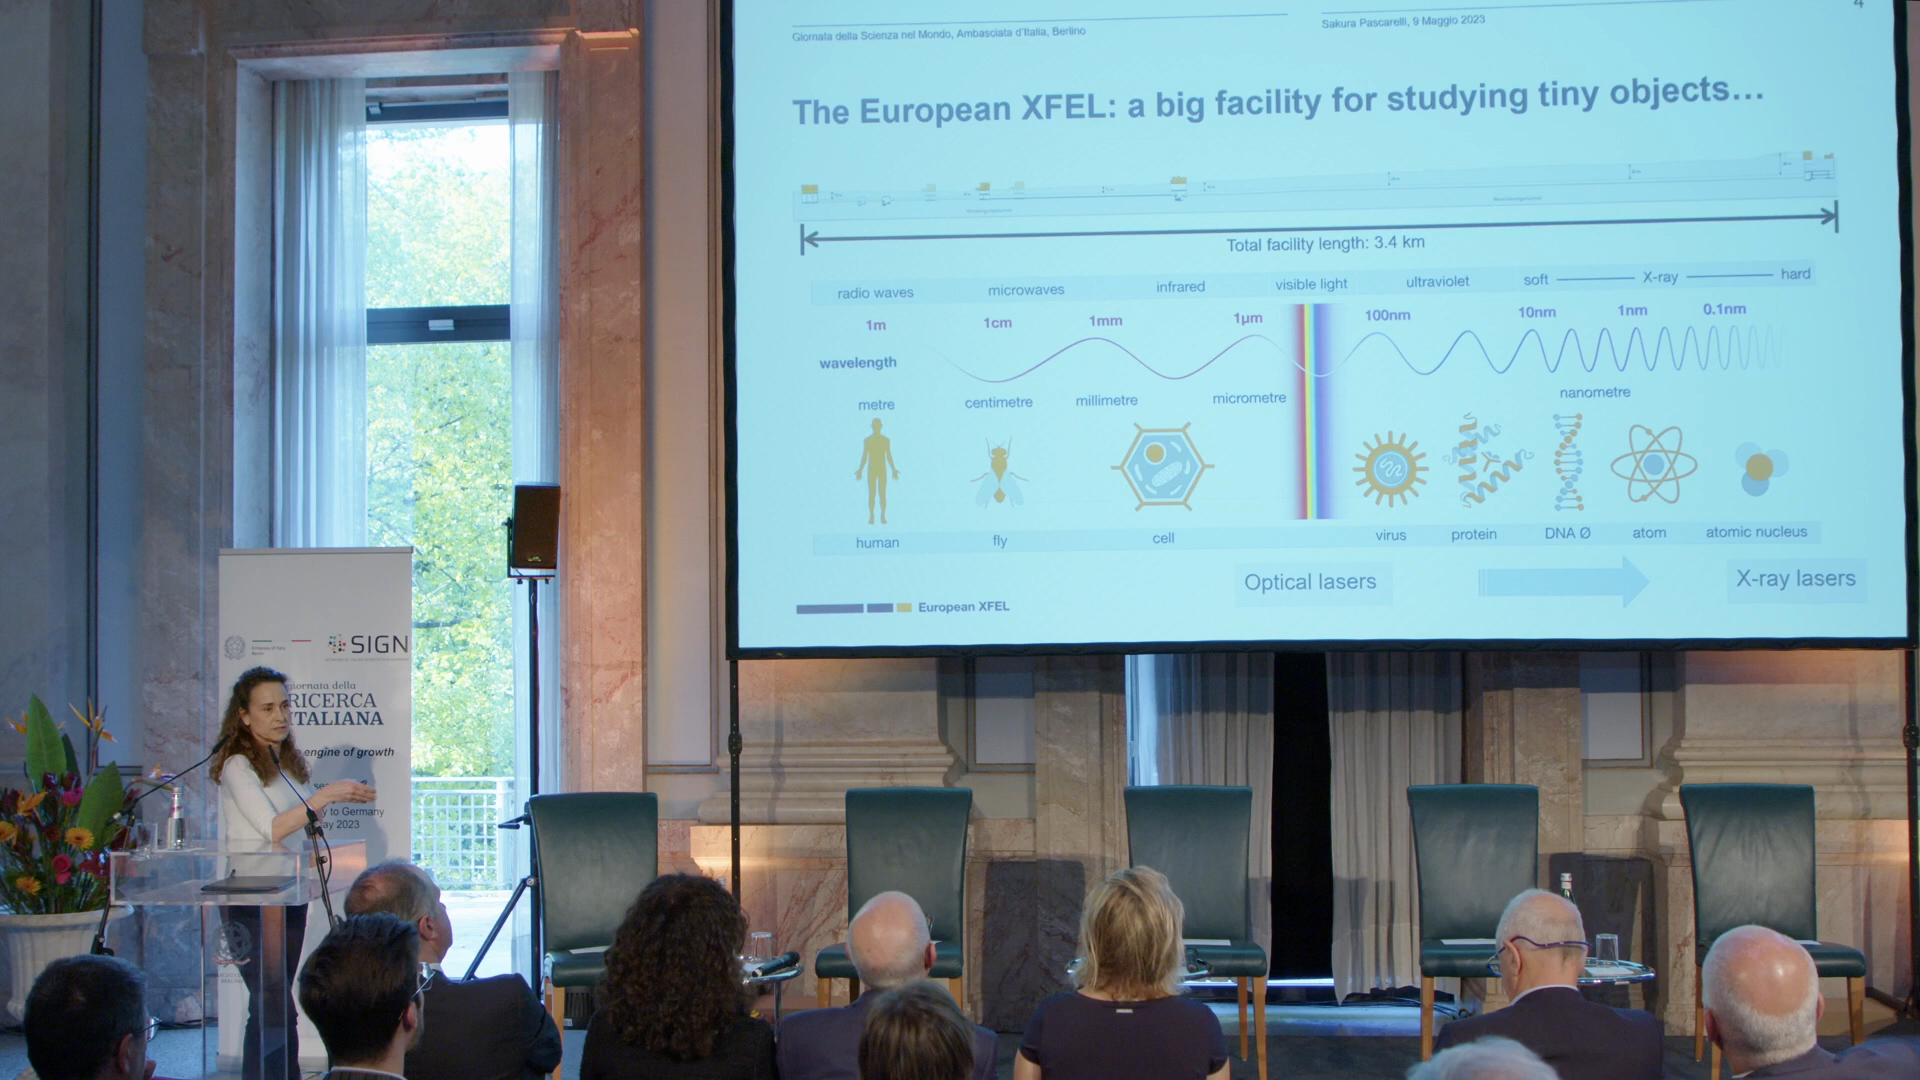 4
Giornata della Scienza nel Mondo, Ambasciata d'Italia, Berlino
Sakura Pascarelli, 9 Maggio 2023
The European XFEL: a big facility for studying tiny objects…
Total facility length: 3.4 km
radio waves microwaves infrared visible light ultraviolet soft X-ray hard
1m 1cm 1mm 1µm 100nm 10nm 1nm 0.1nm
wavelength
metre centimetre millimetre micrometre nanometre
human fly cell virus protein DNA Ø atom atomic nucleus
Optical lasers X-ray lasers
European XFEL
SIGN
giornata della
RICERCA
ITALIANA
engine of growth
to Germany
2023